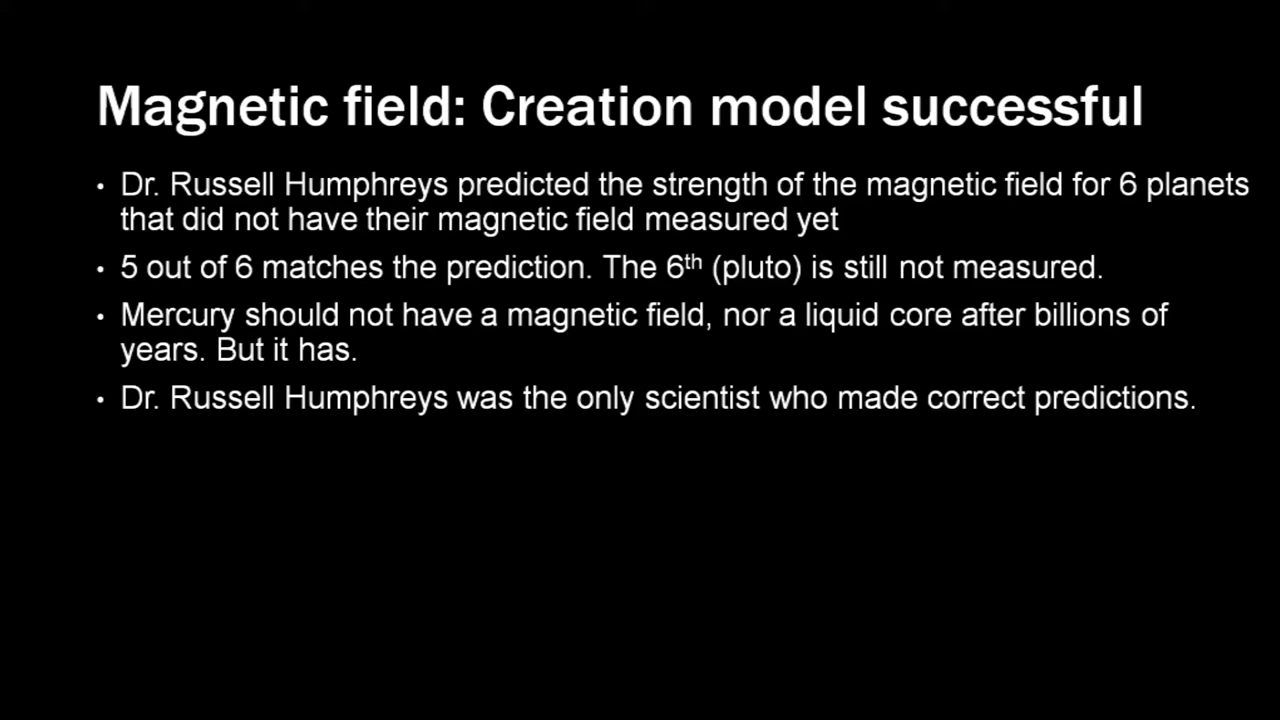 Magnetic field: Creation model successful
• Dr. Russell Humphreys predicted the strength of the magnetic field for 6 planets
that did not have their magnetic field measured yet
• 5 out of 6 matches the prediction. The 6th (pluto) is still not measured.
• Mercury should not have a magnetic field, nor a liquid core after billions of
years. But it has.
• Dr. Russell Humphreys was the only scientist who made correct predictions.